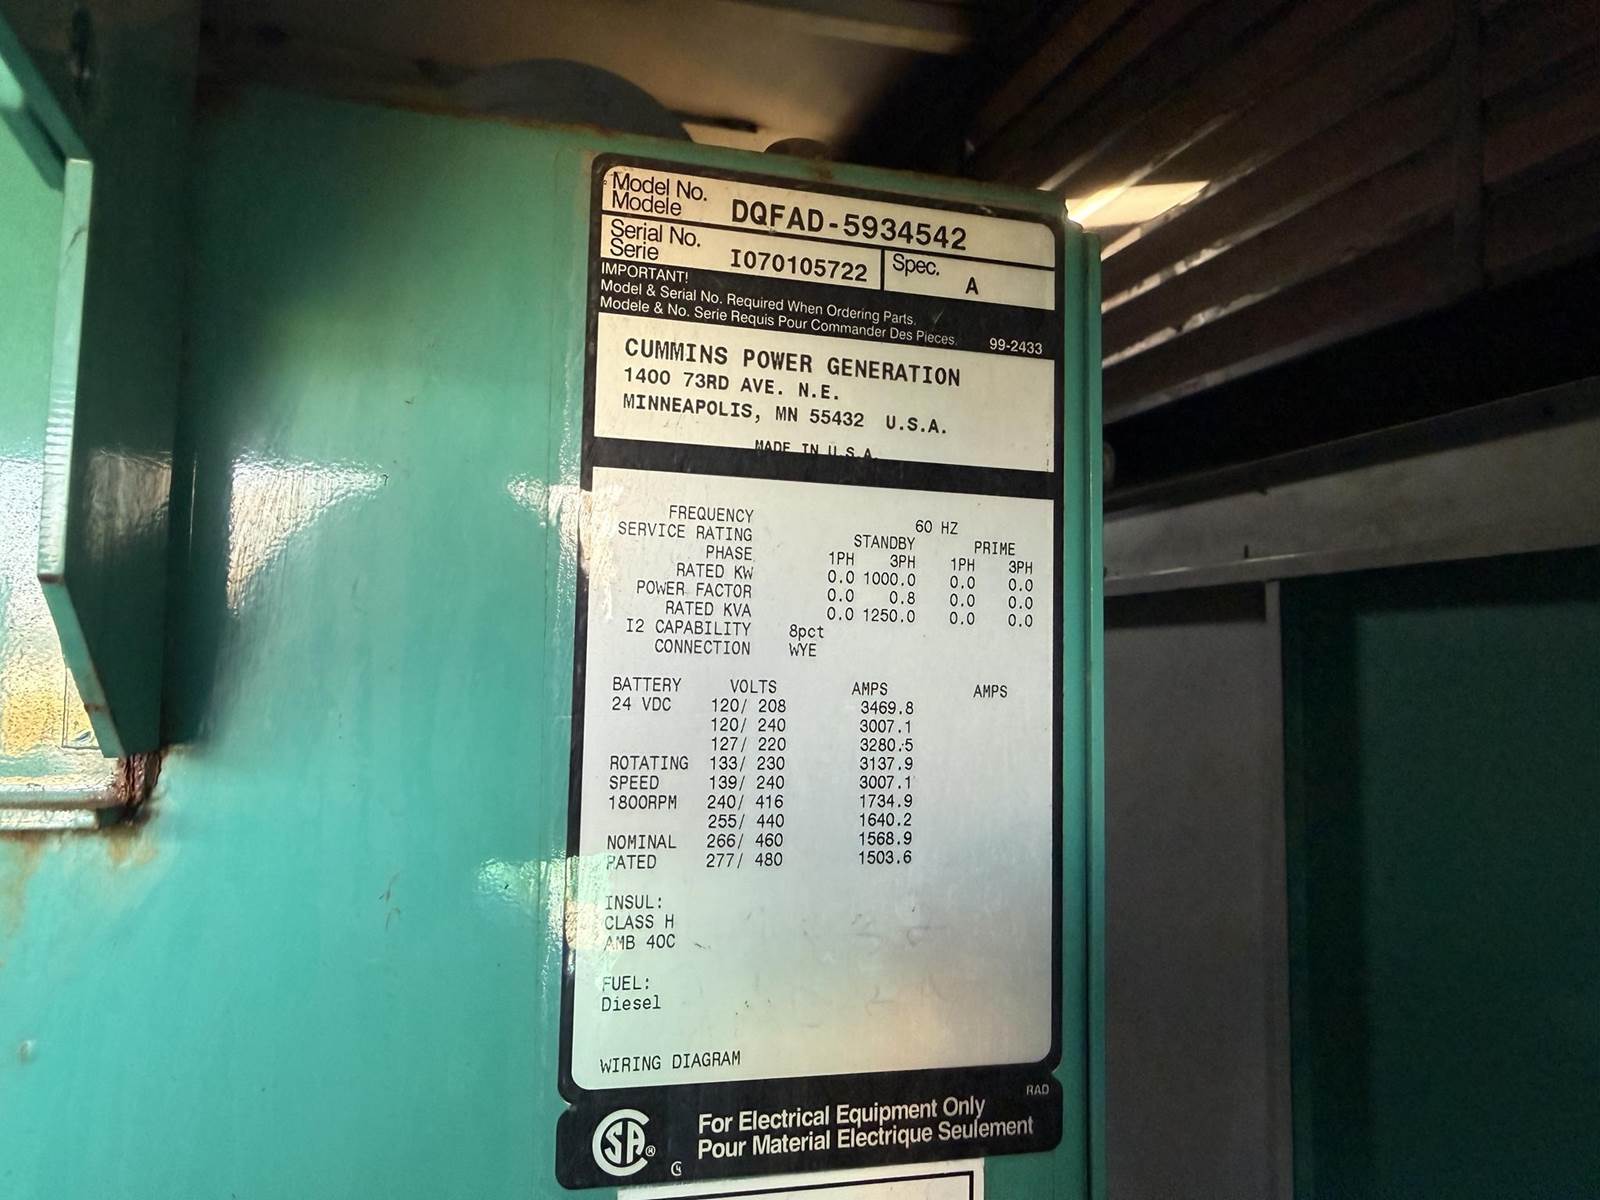 Model No. DQFAD-5934542
Modele
Serial No. I070105722 Spec. A
Serie
IMPORTANT!
Model & Serial No. Required When Ordering Parts.
Modele & No. Serie Requis Pour Commander Des Pieces. 99-2433
CUMMINS POWER GENERATION
1400 73RD AVE. N.E.
MINNEAPOLIS, MN 55432 U.S.A.
MADE IN U.S.A.
FREQUENCY 60 HZ
SERVICE RATING STANDBY PRIME
PHASE 1PH 3PH 1PH 3PH
RATED KW 0.0 1000.0 0.0 0.0
POWER FACTOR 0.0 0.8 0.0 0.0
RATED KVA 0.0 1250.0 0.0 0.0
I2 CAPABILITY 8pct
CONNECTION WYE
BATTERY VOLTS AMPS AMPS
24 VDC 120/ 208 3469.8
120/ 240 3007.1
127/ 220 3280.5
ROTATING 133/ 230 3137.9
SPEED 139/ 240 3007.1
1800RPM 240/ 416 1734.9
255/ 440 1640.2
NOMINAL 266/ 460 1568.9
RATED 277/ 480 1503.6
INSUL:
CLASS H
AMB 40C
FUEL:
Diesel
WIRING DIAGRAM
RAD
CSA ® For Electrical Equipment Only
Pour Material Electrique Seulement